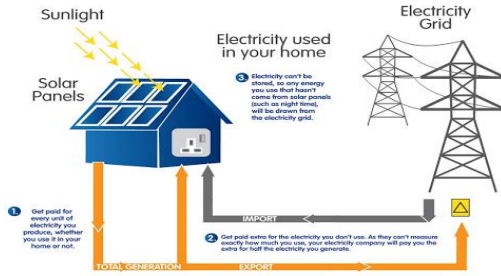 Sunlight
Electricity
Grid
Electricity used
in your home
Solar
Panels
3. Electricity can't be
stored, so any energy
you use that hasn't
come from solar panels
(such as night time),
will be drawn from
the electricity grid.
1. Get paid for
every unit of
electricity you
produce, whether
you use it in your
home or not.
IMPORT
2. Get paid extra for the electricity you don't use. As they can't measure
exactly how much you use, your electricity company will pay you the
extra for half the electricity you generate.
TOTAL GENERATION
EXPORT